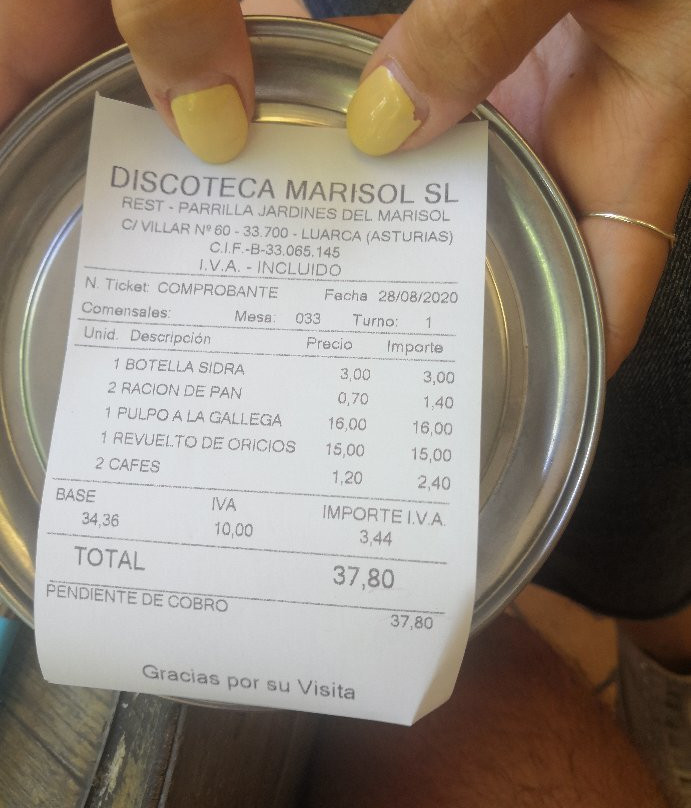 DISCOTECA MARISOL SL
REST - PARRILLA JARDINES DEL MARISOL
C/ VILLAR Nº 60 - 33.700 - LUARCA (ASTURIAS)
C.I.F.-B-33.065.145
I.V.A. - INCLUIDO
N. Ticket: COMPROBANTE Fecha 28/08/2020
Comensales: Mesa: 033 Turno: 1
Unid. Descripción Precio Importe
1 BOTELLA SIDRA 3,00 3,00
2 RACION DE PAN 0,70 1,40
1 PULPO A LA GALLEGA 16,00 16,00
1 REVUELTO DE ORICIOS 15,00 15,00
2 CAFES 1,20 2,40
BASE IVA IMPORTE I.V.A.
34,36 10,00 3,44
TOTAL 37,80
PENDIENTE DE COBRO 37,80
Gracias por su Visita